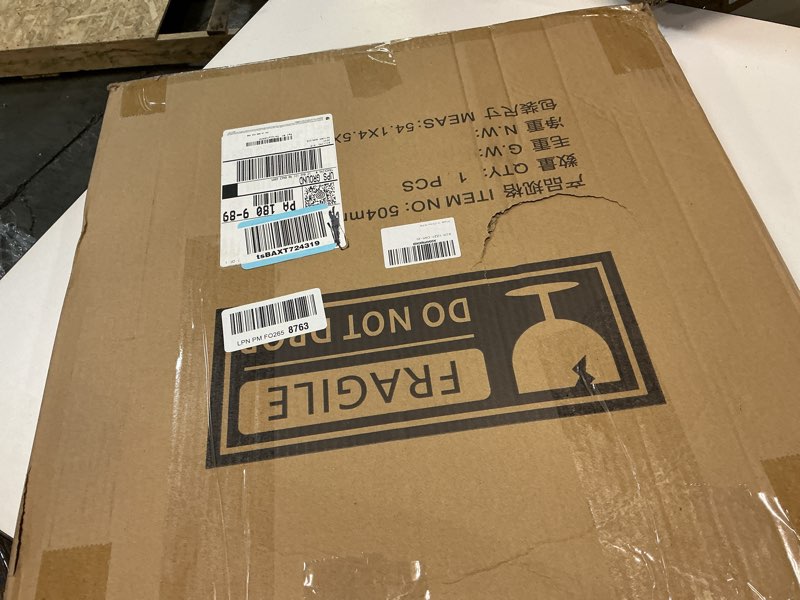 产品规格 ITEM NO: 504m
数量 QTY: 1 PCS
毛重 G.W:
净重 N.W:
包装尺寸 MEAS:54.1X4.5X
UPS GROUND
PA 180 9-89
tsBAXT724319
LPN PM FO265 8763
FRAGILE
DO NOT DROP